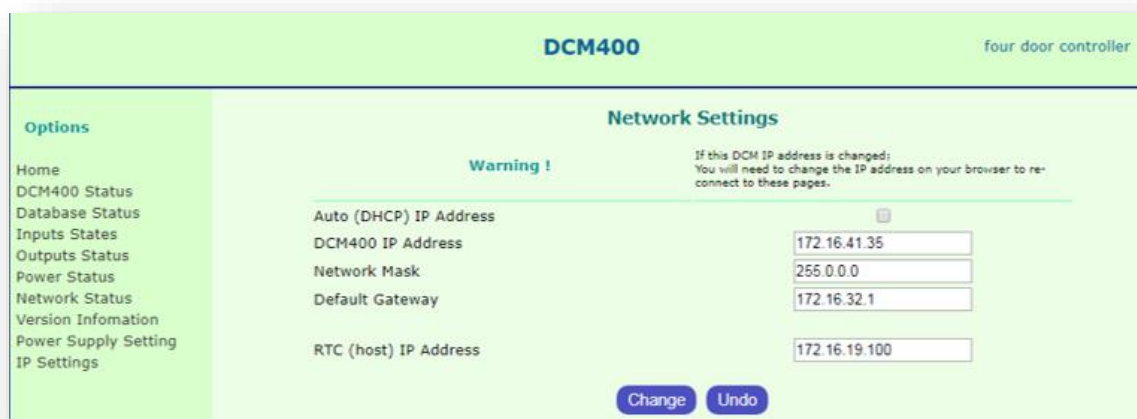 DCM400
four door controller
Options
Home
DCM400 Status
Database Status
Inputs States
Outputs Status
Power Status
Network Status
Version Infomation
Power Supply Setting
IP Settings
Network Settings
Warning !
If this DCM IP address is changed;
You will need to change the IP address on your browser to re-
connect to these pages.
Auto (DHCP) IP Address
DCM400 IP Address 172.16.41.35
Network Mask 255.0.0.0
Default Gateway 172.16.32.1
RTC (host) IP Address 172.16.19.100
Change Undo